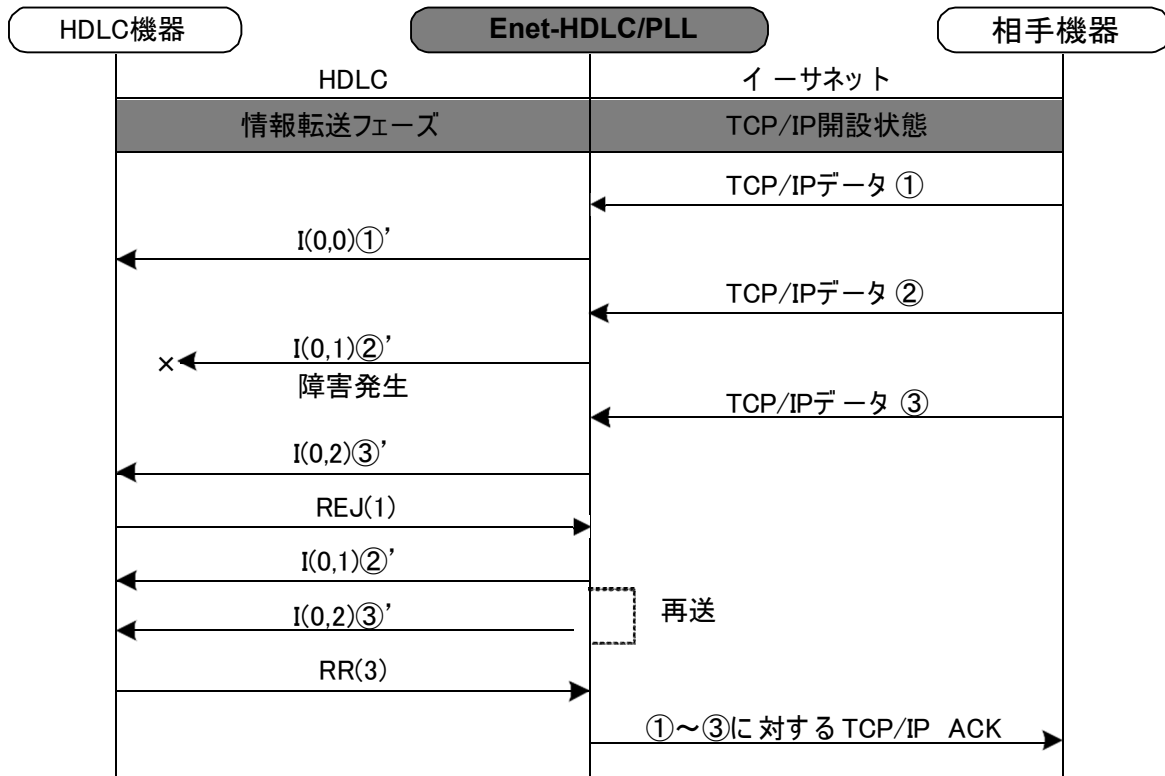 HDLC機器
Enet-HDLC/PLL
相手機器
HDLC
イーサネット
情報転送フェーズ
TCP/IP開設状態
TCP/IPデータ ①
I(0,0)①’
TCP/IPデータ ②
I(0,1)②’
×
障害発生
TCP/IPデータ ③
I(0,2)③’
REJ(1)
I(0,1)②’
再送
I(0,2)③’
RR(3)
①～③に対する TCP/IP ACK